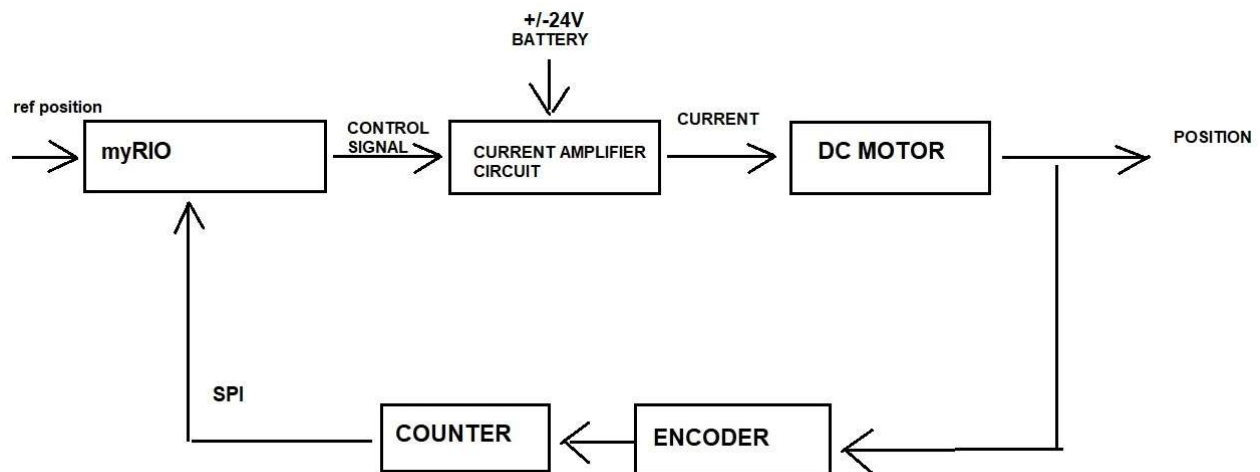 +/-24V
BATTERY
ref position
myRIO
CONTROL
SIGNAL
CURRENT AMPLIFIER
CIRCUIT
CURRENT
DC MOTOR
POSITION
SPI
COUNTER
ENCODER